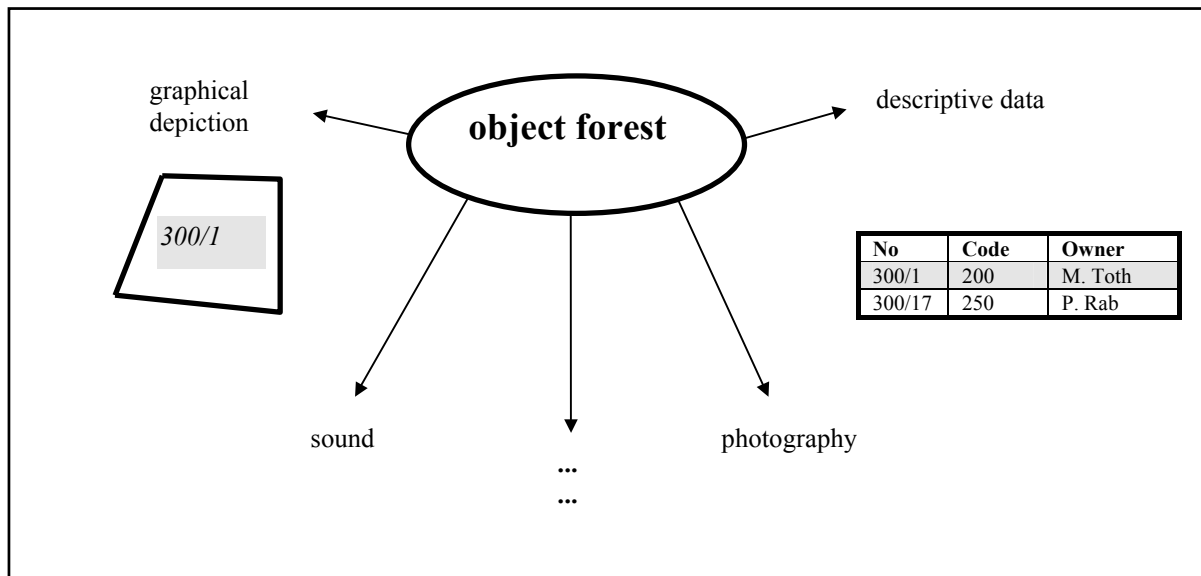 graphical
depiction
object forest
descriptive data
300/1
No Code Owner
300/1 200 M. Toth
300/17 250 P. Rab
sound
photography
...
...